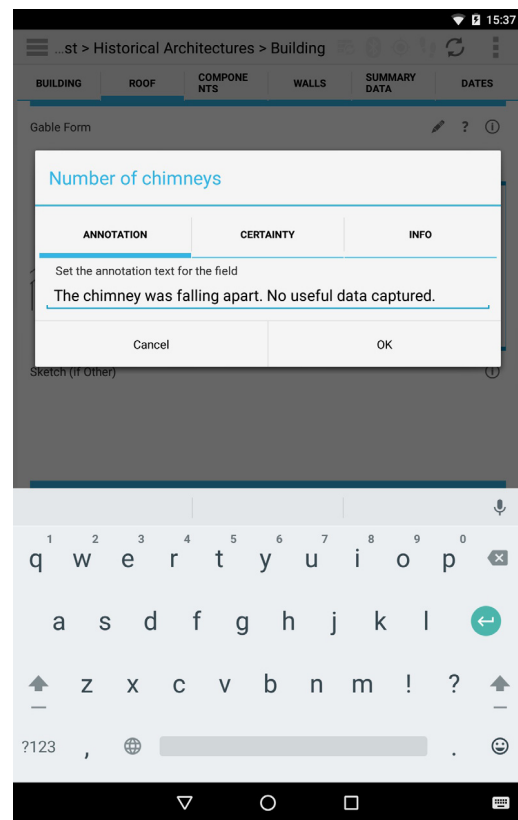 15:37
...st > Historical Architectures > Building
BUILDING ROOF COMPONE
NTS WALLS SUMMARY
DATA DATES
Gable Form ? i
Number of chimneys
ANNOTATION CERTAINTY INFO
Set the annotation text for the field
The chimney was falling apart. No useful data captured.
Cancel OK
Sketch (if Other) i
1 2 3 4 5 6 7 8 9 0
q w e r t y u i o p
a s d f g h j k l
z x c v b n m ! ?
?123 , .